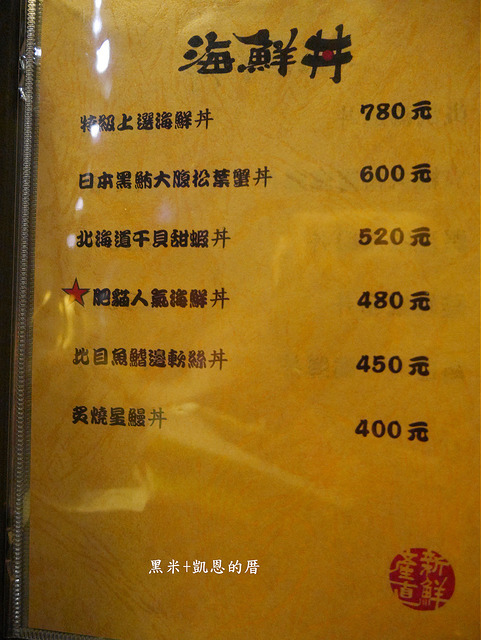 海鮮丼
特級上選海鮮丼 780元
日本黑鮪大腹松葉蟹丼 600元
北海道干貝甜蝦丼 520元
★肥貓人氣海鮮丼 480元
比目魚鰭邊軟絲丼 450元
炙燒星鰻丼 400元
黑米+凱恩的厝
新鮮
產直